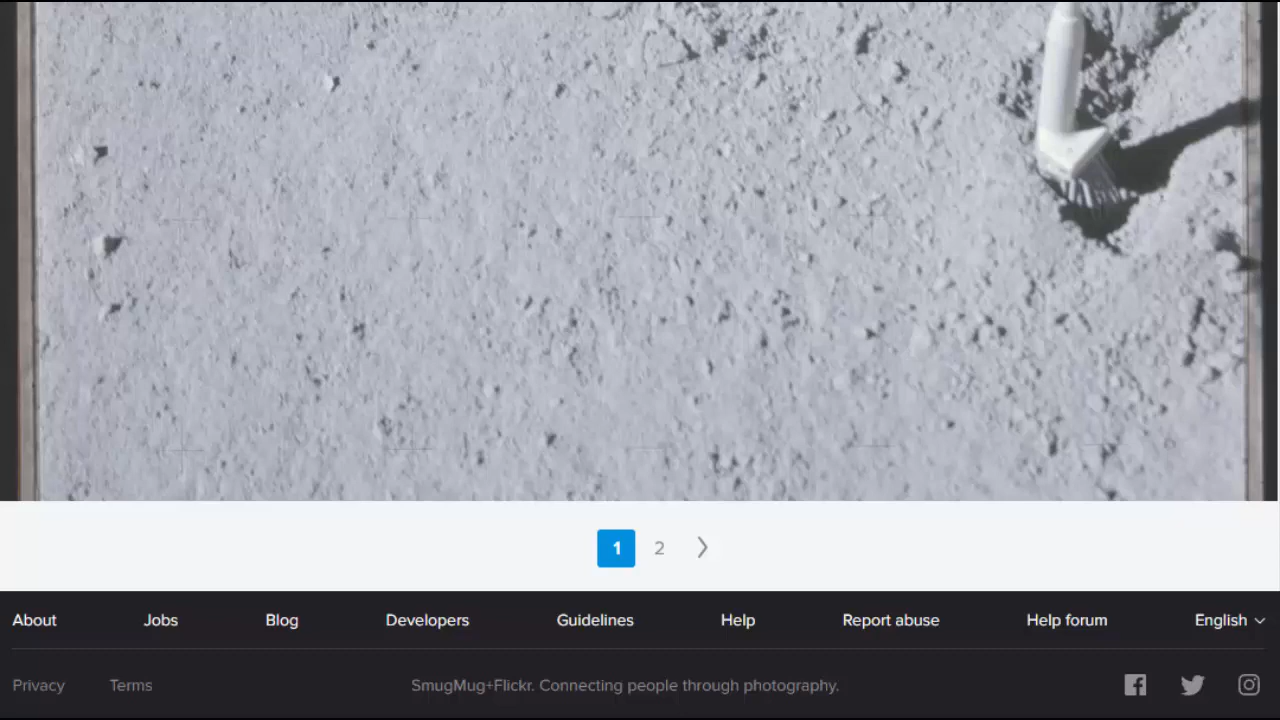 1 2
About Jobs Blog Developers Guidelines Help Report abuse Help forum English
Privacy Terms SmugMug+Flickr. Connecting people through photography.